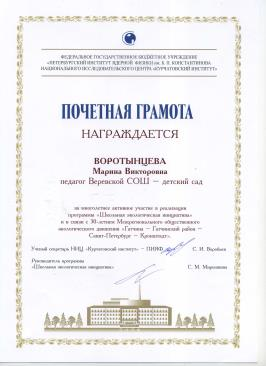 ФЕДЕРАЛЬНОЕ ГОСУДАРСТВЕННОЕ БЮДЖЕТНОЕ УЧРЕЖДЕНИЕ
«ПЕТЕРБУРГСКИЙ ИНСТИТУТ ЯДЕРНОЙ ФИЗИКИ им. Б. П. КОНСТАНТИНОВА
НАЦИОНАЛЬНОГО ИССЛЕДОВАТЕЛЬСКОГО ЦЕНТРА «КУРЧАТОВСКИЙ ИНСТИТУТ»
ПОЧЕТНАЯ ГРАМОТА
НАГРАЖДАЕТСЯ
ВОРОТЫНЦЕВА
Марина Викторовна
педагог Веревской СОШ – детский сад
за многолетнее активное участие в реализации
программы «Школьная экологическая инициатива»
и в связи с 30-летием Межрегионального общественного
экологического движения «Гатчина – Гатчинский район –
Санкт-Петербург – Кронштадт».
Ученый секретарь НИЦ «Курчатовский институт» – ПИЯФ С. И. Воробьев
Руководитель программы
«Школьная экологическая инициатива» С. М.